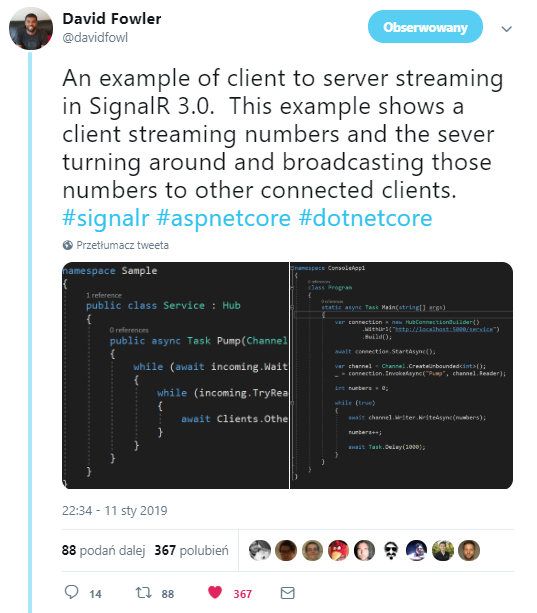 David Fowler
@davidfowl
Obserwowany
An example of client to server streaming
in SignalR 3.0. This example shows a
client streaming numbers and the sever
turning around and broadcasting those
numbers to other connected clients.
#signalr #aspnetcore #dotnetcore
Przetłumacz tweeta
namespace Sample
{
1 reference
public class Service : Hub
{
0 references
public async Task Pump(Channel
{
while (await incoming.Wait
{
while (incoming.TryRea
{
await Clients.Othe
}
}
}
}
}
namespace ConsoleApp1
{
0 references
class Program
{
0 references
static async Task Main(string[] args)
{
var connection = new HubConnectionBuilder()
.WithUrl("http://localhost:5000/service")
.Build();
await connection.StartAsync();
var channel = Channel.CreateUnbounded<int>();
_ = connection.InvokeAsync("Pump", channel.Reader);
int numbers = 0;
while (true)
{
await channel.Writer.WriteAsync(numbers);
numbers++;
await Task.Delay(1000);
}
}
}
}
22:34 - 11 sty 2019
88 podań dalej 367 polubień
14 88 367